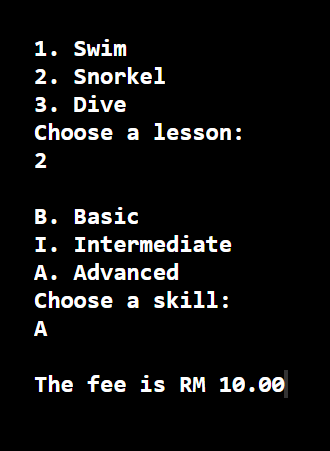 1. Swim
2. Snorkel
3. Dive
Choose a lesson:
2
B. Basic
I. Intermediate
A. Advanced
Choose a skill:
A
The fee is RM 10.00